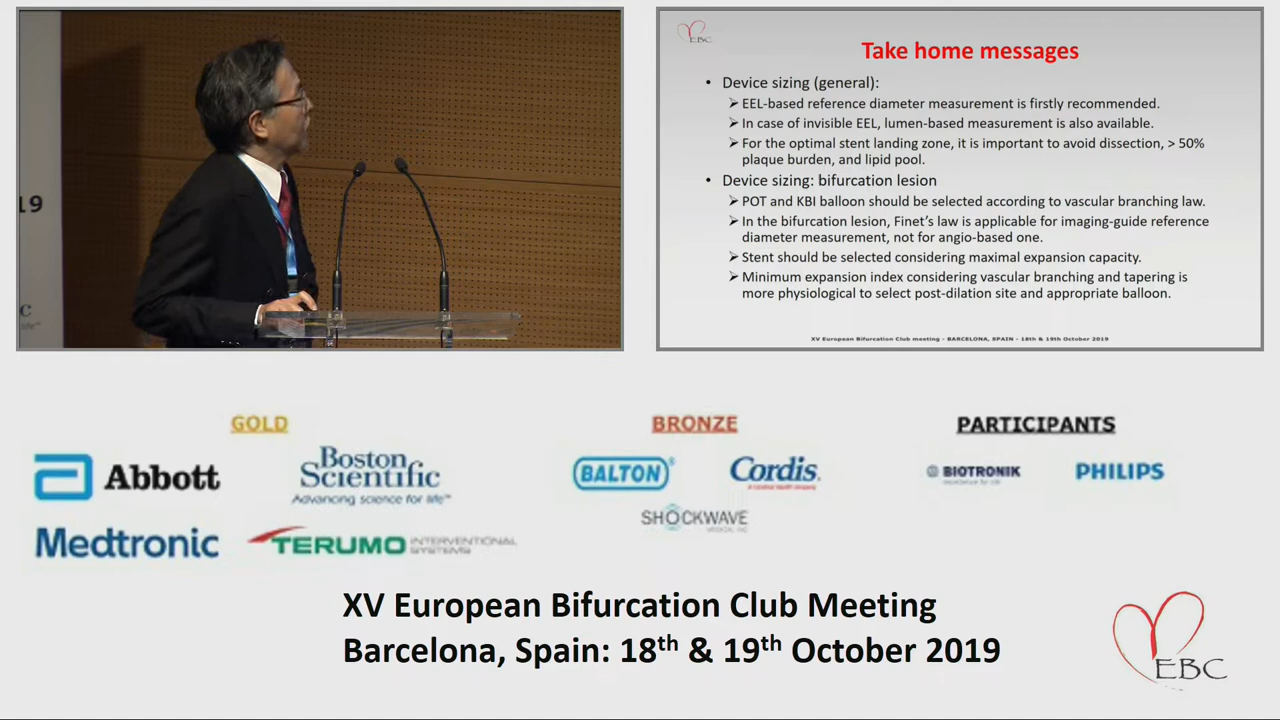 19
C
EBC
Take home messages
• Device sizing (general):
➢ EEL-based reference diameter measurement is firstly recommended.
➢ In case of invisible EEL, lumen-based measurement is also available.
➢ For the optimal stent landing zone, it is important to avoid dissection, > 50%
plaque burden, and lipid pool.
• Device sizing: bifurcation lesion
➢ POT and KBI balloon should be selected according to vascular branching law.
➢ In the bifurcation lesion, Finet's law is applicable for imaging-guide reference
diameter measurement, not for angio-based one.
➢ Stent should be selected considering maximal expansion capacity.
➢ Minimum expansion index considering vascular branching and tapering is
more physiological to select post-dilation site and appropriate balloon.
XV European Bifurcation Club meeting - BARCELONA, SPAIN - 18th & 19th October 2019
GOLD
Abbott
Boston
Scientific
Advancing science for life™
Medtronic
TERUMO INTERVENTIONAL
SYSTEMS
BRONZE
BALTON®
Cordis.
SHOCKWAVE
PARTICIPANTS
BIOTRONIK
PHILIPS
XV European Bifurcation Club Meeting
Barcelona, Spain: 18th & 19th October 2019
EBC